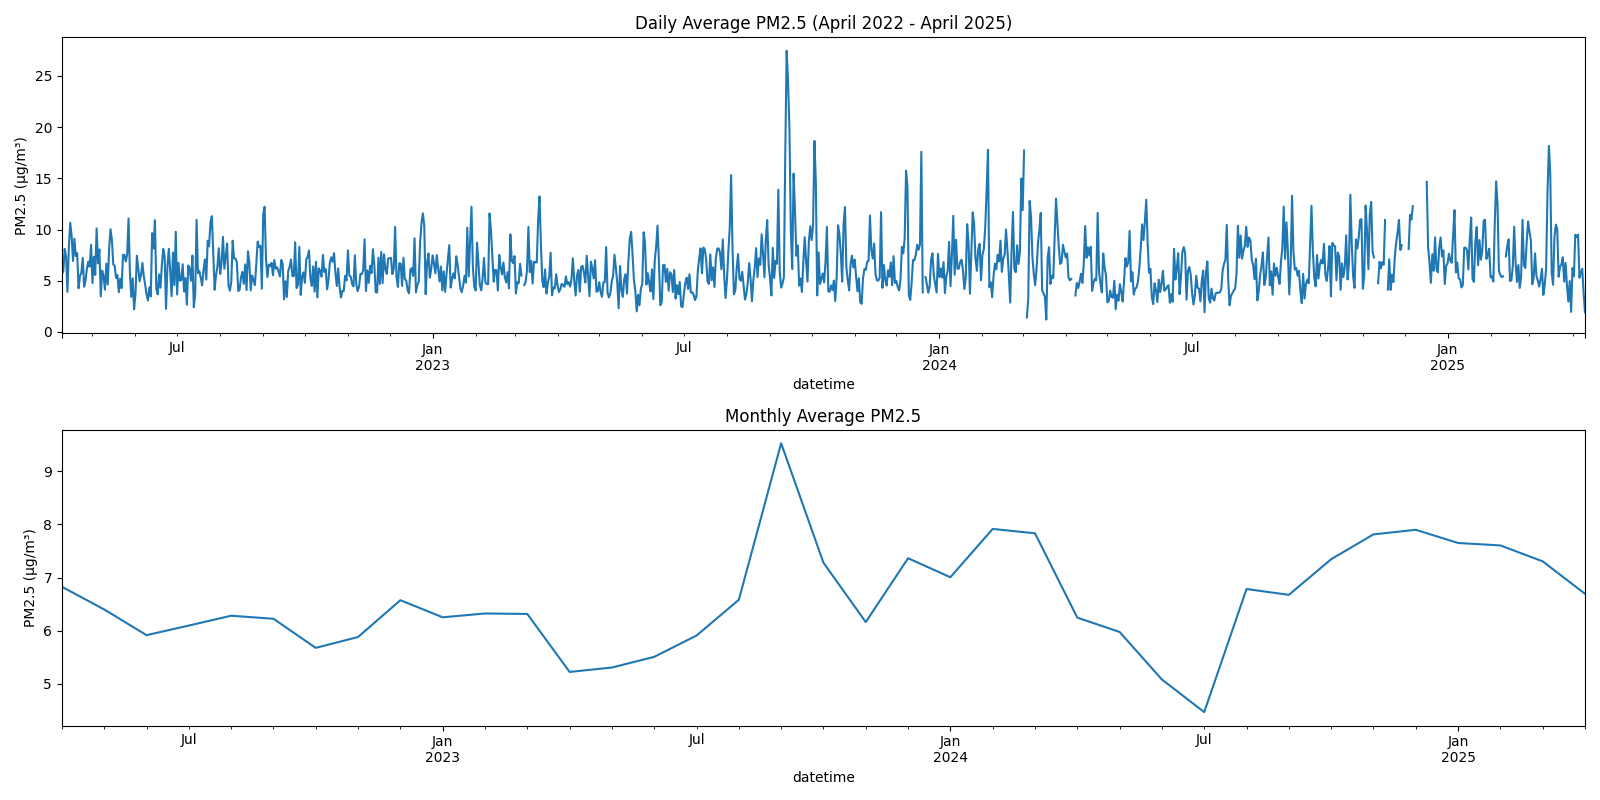 Daily Average PM2.5 (April 2022 - April 2025)
PM2.5 (µg/m³)
25
20
15
10
5
0
Jul
Jan
2023
Jul
Jan
2024
Jul
Jan
2025
datetime
Monthly Average PM2.5
PM2.5 (µg/m³)
9
8
7
6
5
Jul
Jan
2023
Jul
Jan
2024
Jul
Jan
2025
datetime